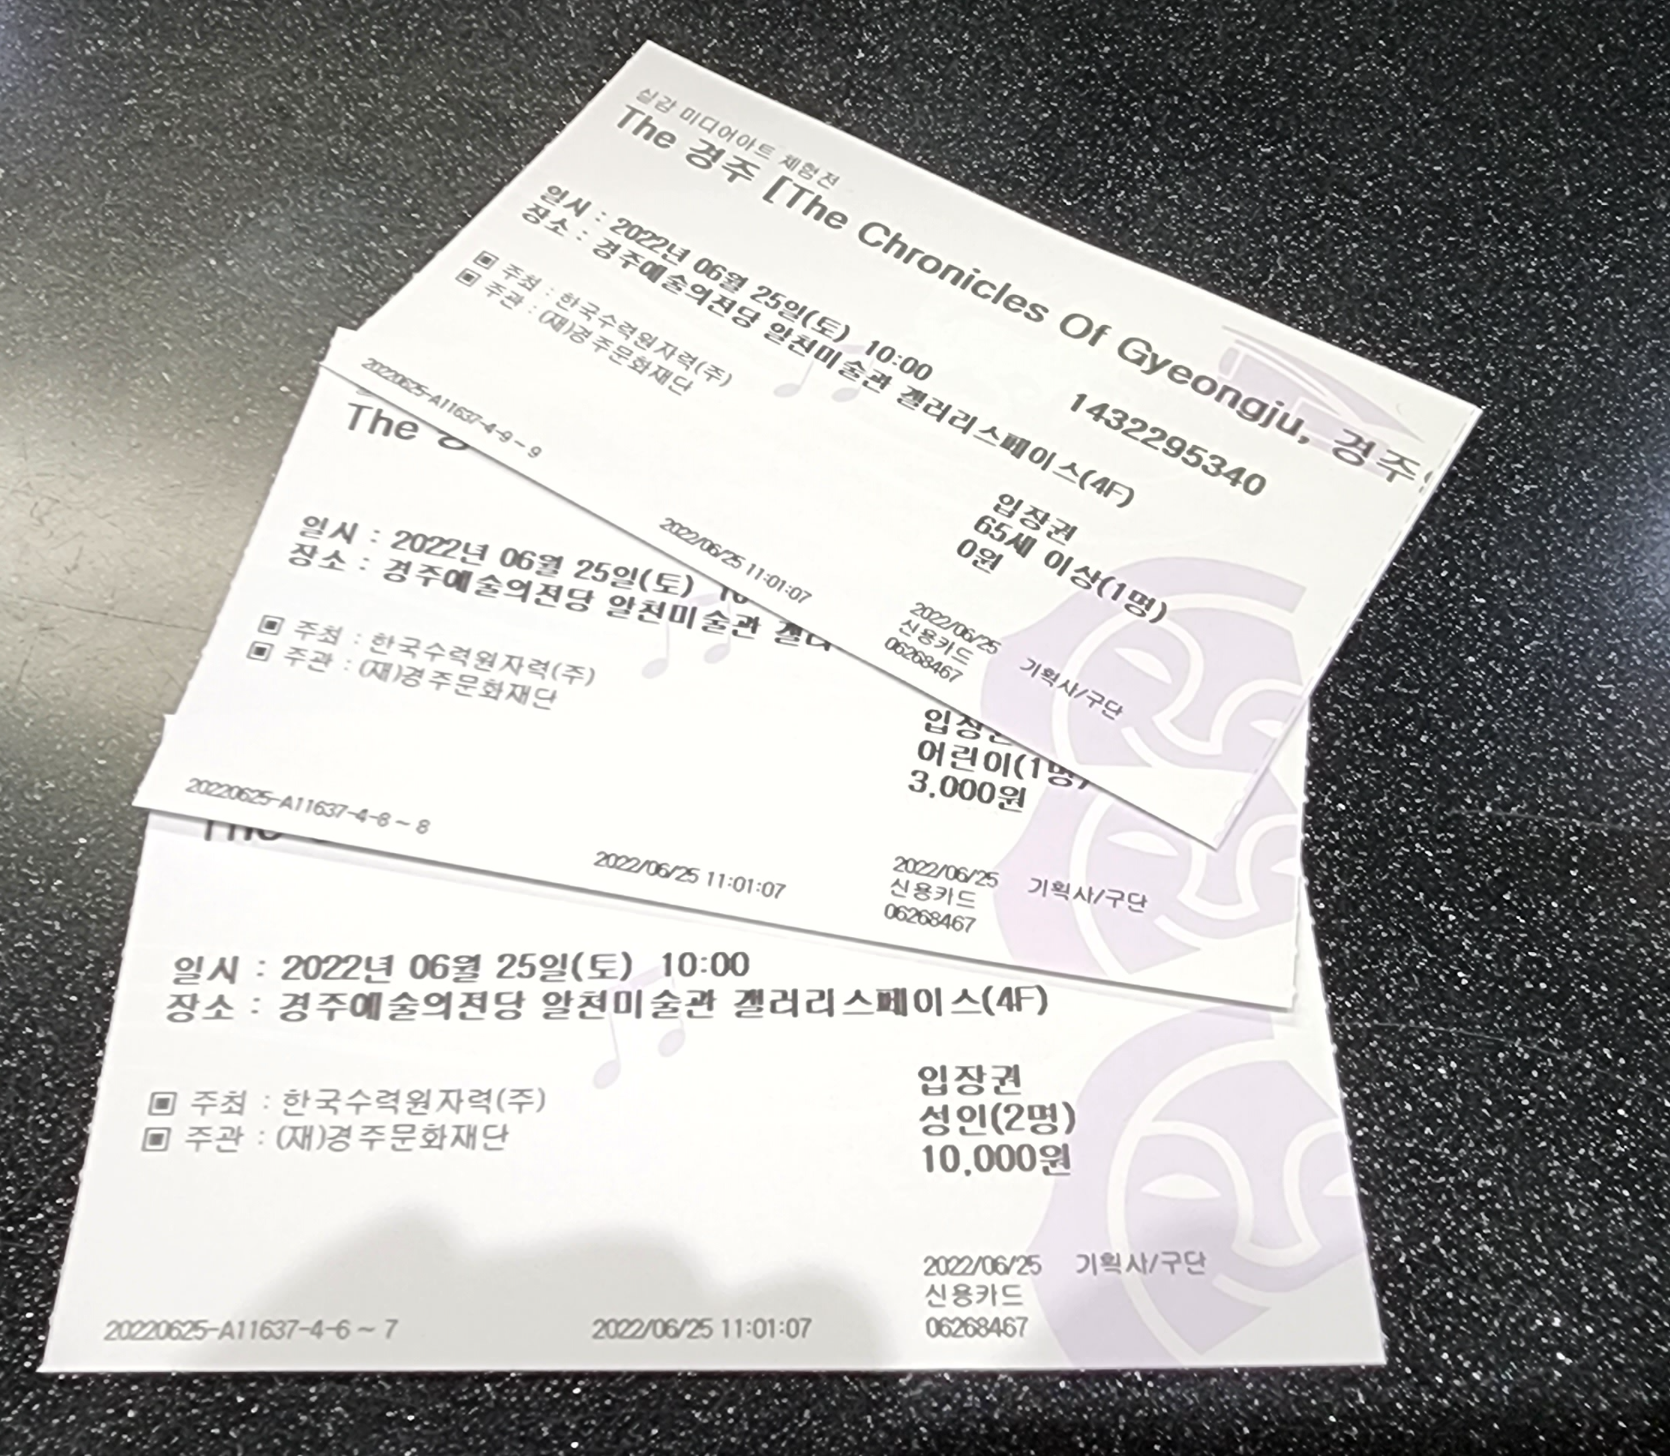 실감 미디어아트 체험전
The 경주 [The Chronicles Of Gyeongju, 경주
일시 : 2022년 06월 25일(토) 10:00
장소 : 경주예술의전당 알천미술관 갤러리스페이스(4F)
1432295340
▣ 주최 : 한국수력원자력(주)
▣ 주관 : (재)경주문화재단
입장권
65세 이상(1명)
0원
2022/06/25 기획사/구단
신용카드
06268467
20220625-A11637-4-9 ~ 9
2022/06/25 11:01:07
The
일시 : 2022년 06월 25일(토) 10
장소 : 경주예술의전당 알천미술관 갤러
▣ 주최 : 한국수력원자력(주)
▣ 주관 : (재)경주문화재단
입장권
어린이(1명)
3,000원
2022/06/25 기획사/구단
신용카드
06268467
20220625-A11637-4-8 ~ 8
2022/06/25 11:01:07
일시 : 2022년 06월 25일(토) 10:00
장소 : 경주예술의전당 알천미술관 갤러리스페이스(4F)
▣ 주최 : 한국수력원자력(주)
▣ 주관 : (재)경주문화재단
입장권
성인(2명)
10,000원
2022/06/25 기획사/구단
신용카드
06268467
20220625-A11637-4-6 ~ 7
2022/06/25 11:01:07